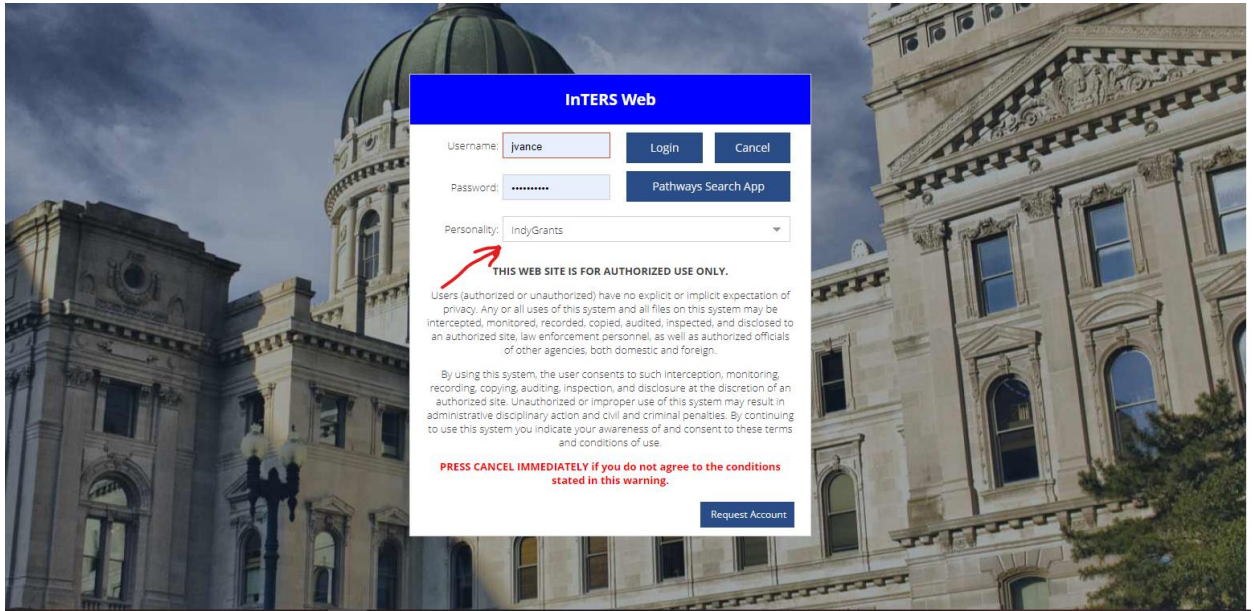 InTERS Web
Username: jvance Login Cancel
Password: •••••••••• Pathways Search App
Personality: IndyGrants
THIS WEB SITE IS FOR AUTHORIZED USE ONLY.
Users (authorized or unauthorized) have no explicit or implicit expectation of
privacy. Any or all uses of this system and all files on this system may be
intercepted, monitored, recorded, copied, audited, inspected, and disclosed to
an authorized site, law enforcement personnel, as well as authorized officials
of other agencies, both domestic and foreign.
By using this system, the user consents to such interception, monitoring,
recording, copying, auditing, inspection, and disclosure at the discretion of an
authorized site. Unauthorized or improper use of this system may result in
administrative disciplinary action and civil and criminal penalties. By continuing
to use this system you indicate your awareness of and consent to these terms
and conditions of use.
PRESS CANCEL IMMEDIATELY if you do not agree to the conditions
stated in this warning.
Request Account